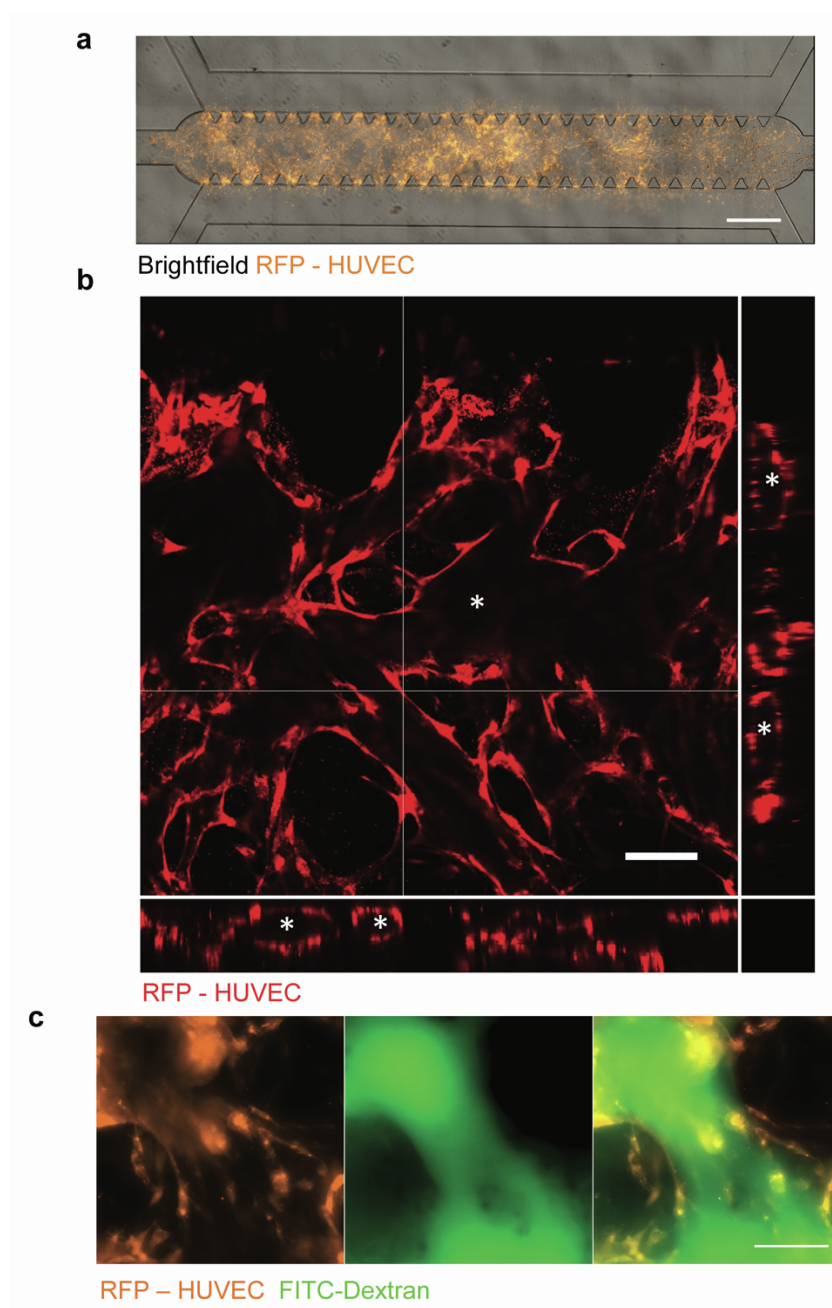 a
Brightfield RFP - HUVEC
b
*
*
*
* *
RFP - HUVEC
c
RFP – HUVEC FITC-Dextran